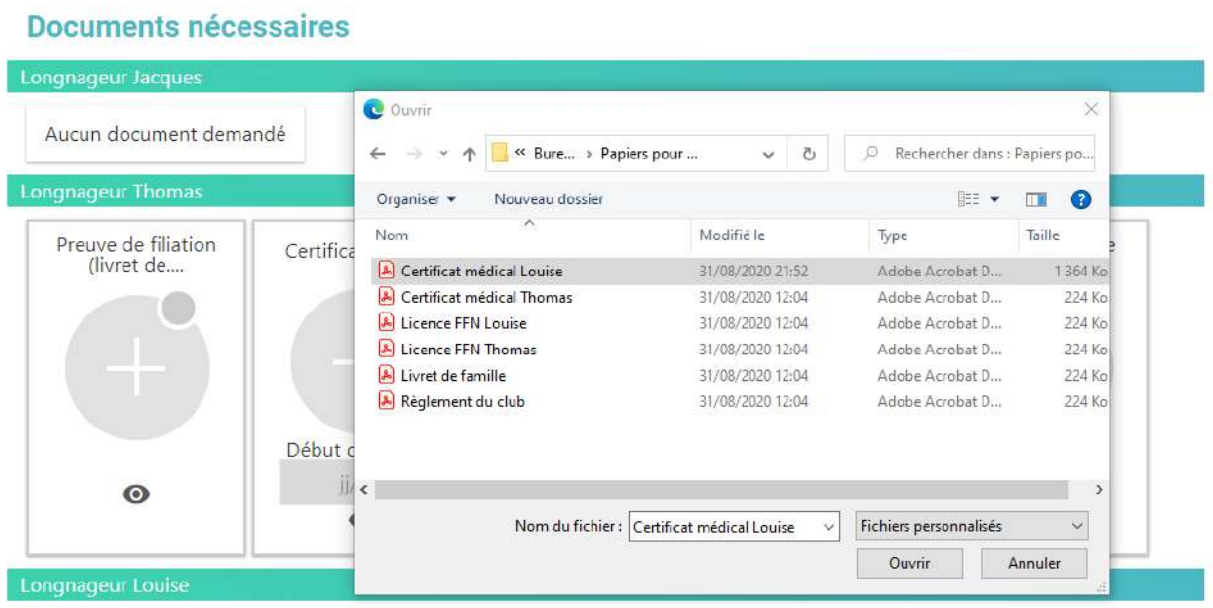 Documents nécessaires
Longnageur Jacques
Aucun document demandé
Longnageur Thomas
Preuve de filiation
(livret de....
Certifica
Début
jj/
Longnageur Louise
Ouvrir
« Bure... › Papiers pour ...
Rechercher dans : Papiers po...
Organiser
Nouveau dossier
?
Nom Modifié le Type Taille
Certificat médical Louise 31/08/2020 21:52 Adobe Acrobat D... 1 364 Ko
Certificat médical Thomas 31/08/2020 12:04 Adobe Acrobat D... 224 Ko
Licence FFN Louise 31/08/2020 12:04 Adobe Acrobat D... 224 Ko
Licence FFN Thomas 31/08/2020 12:04 Adobe Acrobat D... 224 Ko
Livret de famille 31/08/2020 12:04 Adobe Acrobat D... 224 Ko
Règlement du club 31/08/2020 12:04 Adobe Acrobat D... 224 Ko
Nom du fichier : Certificat médical Louise Fichiers personnalisés
Ouvrir Annuler